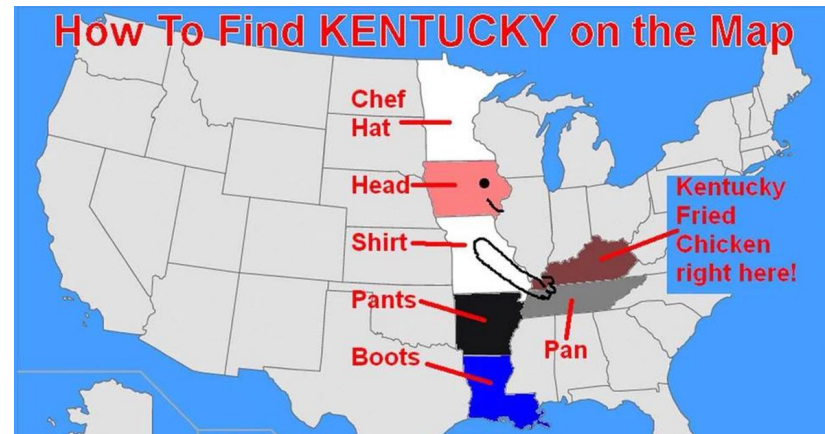 How To Find KENTUCKY on the Map
Chef
Hat
Head
Shirt
Pants
Boots
Pan
Kentucky
Fried
Chicken
right here!